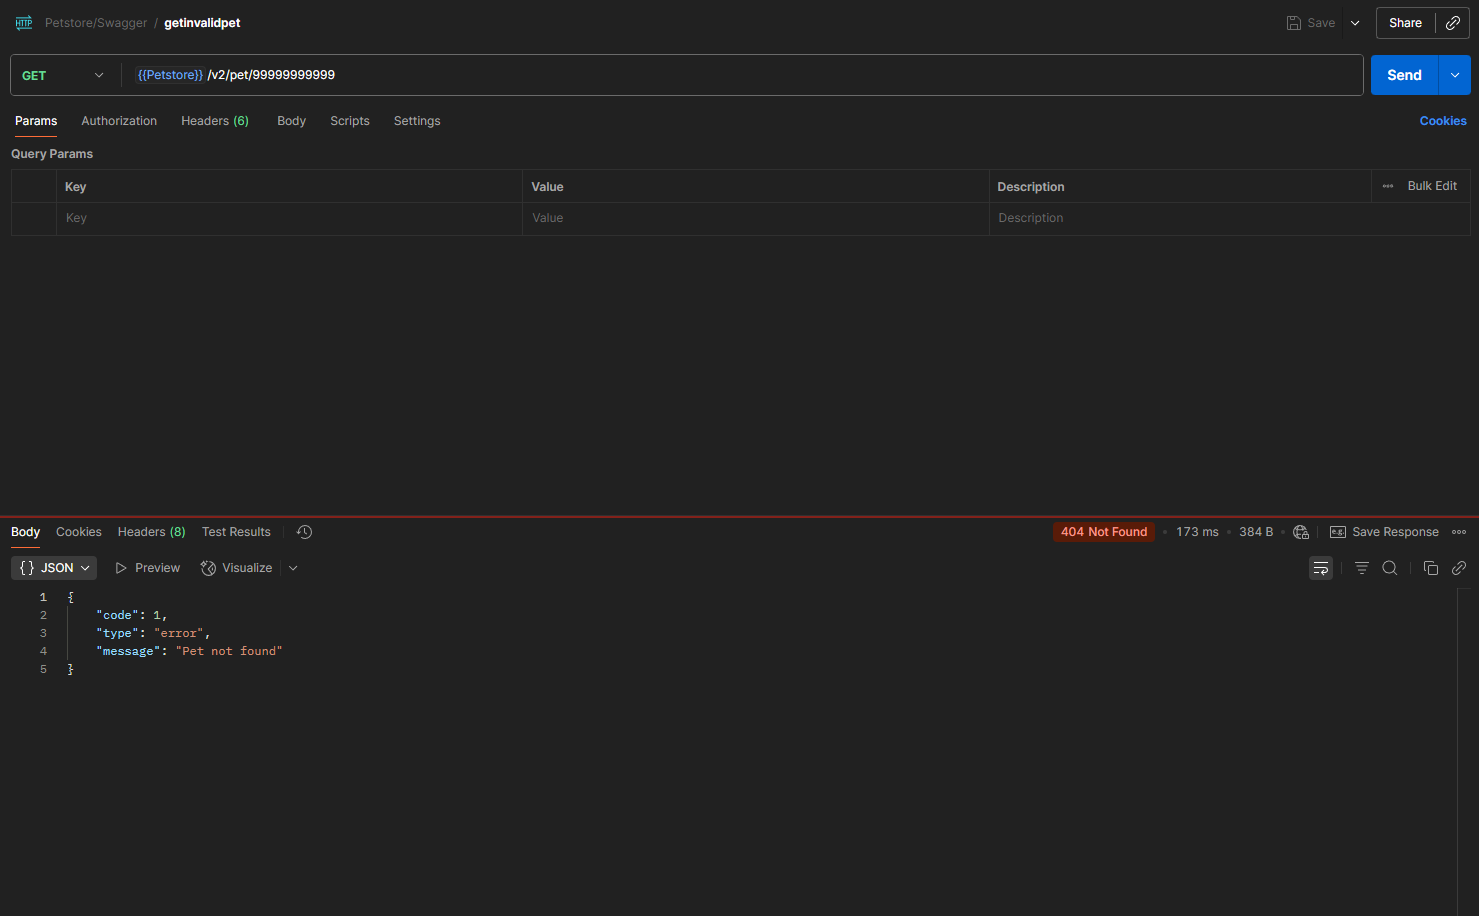 HTTP Petstore/Swagger / getinvalidpet Save Share
GET {{Petstore}} /v2/pet/99999999999 Send
Params Authorization Headers (6) Body Scripts Settings Cookies
Query Params
Key Value Description ••• Bulk Edit
Key Value Description
Body Cookies Headers (8) Test Results 404 Not Found • 173 ms • 384 B • e.g. Save Response
{} JSON Preview Visualize
1 {
2 "code": 1,
3 "type": "error",
4 "message": "Pet not found"
5 }